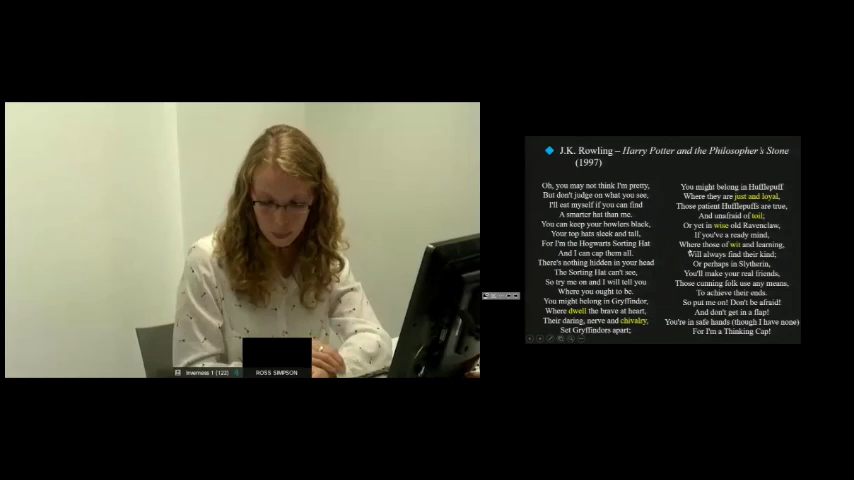 J.K. Rowling – Harry Potter and the Philosopher's Stone
(1997)
Oh, you may not think I'm pretty,
But don't judge on what you see,
I'll eat myself if you can find
A smarter hat than me.
You can keep your bowlers black,
Your top hats sleek and tall,
For I'm the Hogwarts Sorting Hat
And I can cap them all.
There's nothing hidden in your head
The Sorting Hat can't see,
So try me on and I will tell you
Where you ought to be.
You might belong in Gryffindor,
Where dwell the brave at heart,
Their daring, nerve and chivalry,
Set Gryffindors apart;
You might belong in Hufflepuff
Where they are just and loyal,
Those patient Hufflepuffs are true,
And unafraid of toil;
Or yet in wise old Ravenclaw,
If you've a ready mind,
Where those of wit and learning,
Will always find their kind;
Or perhaps in Slytherin,
You'll make your real friends,
Those cunning folk use any means,
To achieve their ends.
So put me on! Don't be afraid!
And don't get in a flap!
You're in safe hands (though I have none)
For I'm a Thinking Cap!
Inverness 1 (122)
ROSS SIMPSON